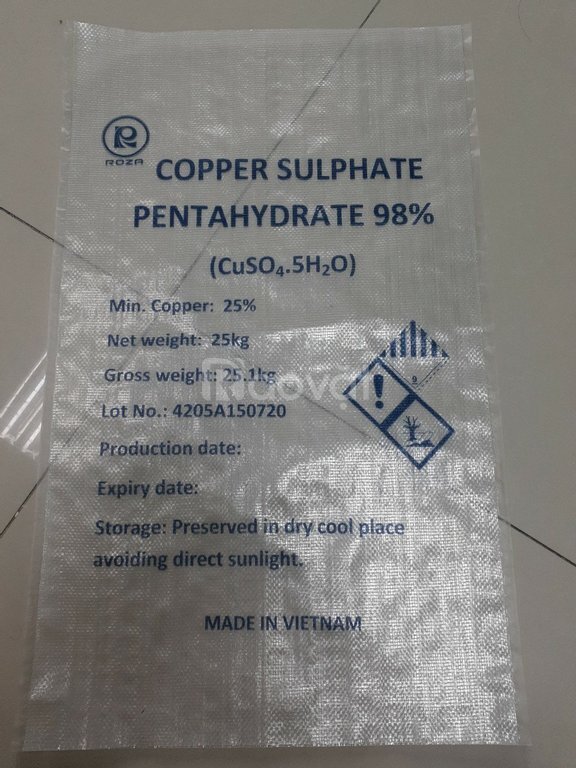 ROZA
COPPER SULPHATE
PENTAHYDRATE 98%
(CuSO₄.5H₂O)
Min. Copper: 25%
Net weight: 25kg
Gross weight: 25.1kg
Raovat
Lot No.: 4205A150720
Production date:
Expiry date:
Storage: Preserved in dry cool place
avoiding direct sunlight.
MADE IN VIETNAM
9